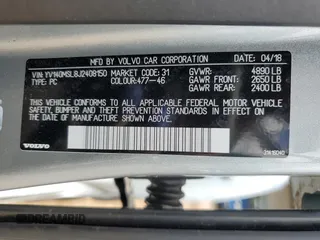 MFD BY VOLVO CAR CORPORATION DATE: 04/18
VIN: YV140MSL8J2408150 MARKET CODE: 31 GVWR: 4890 LB
TYPE: PC COLOUR: 477-46 GAWR FRONT: 2650 LB
GAWR REAR: 2400 LB
THIS VEHICLE CONFORMS TO ALL APPLICABLE FEDERAL MOTOR VEHICLE SAFETY,
BUMPER, AND THEFT PREVENTION STANDARDS IN EFFECT ON THE DATE
OF MANUFACTURE SHOWN ABOVE.
VOLVO
DREAMBID